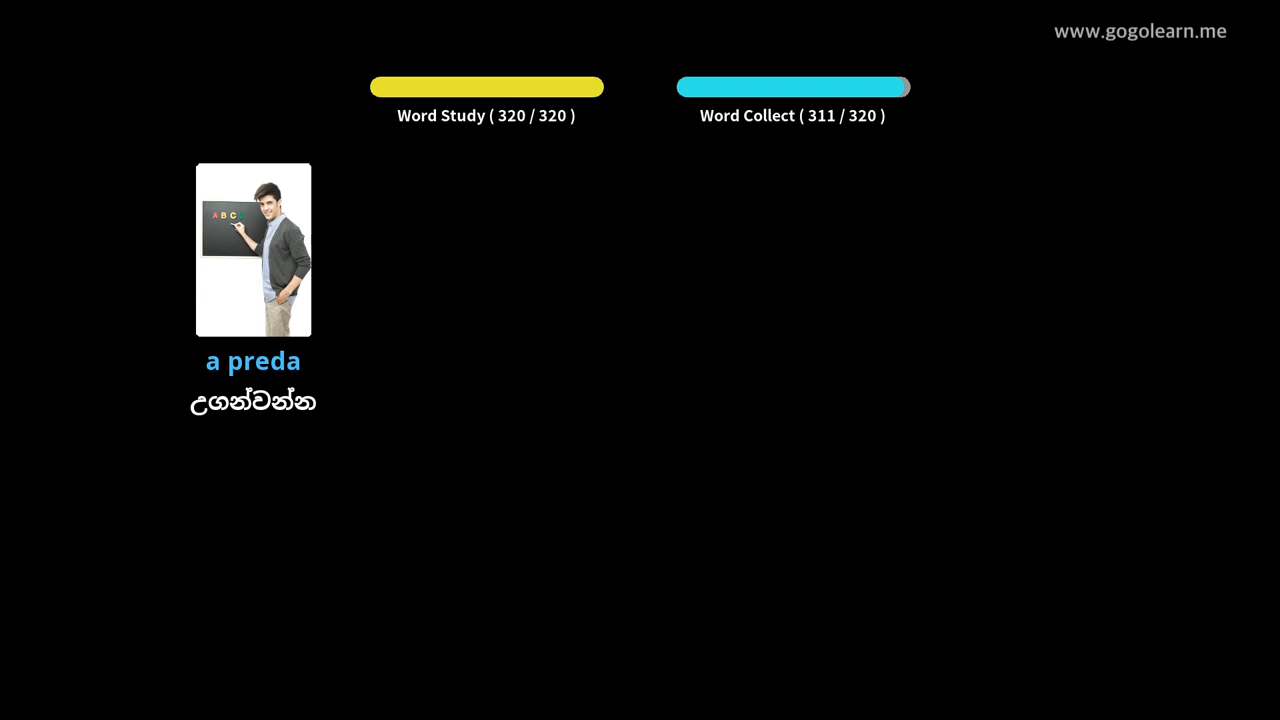 www.gogolearn.me
Word Study ( 320 / 320 )
Word Collect ( 311 / 320 )
A B C D
a preda
උගන්වන්න